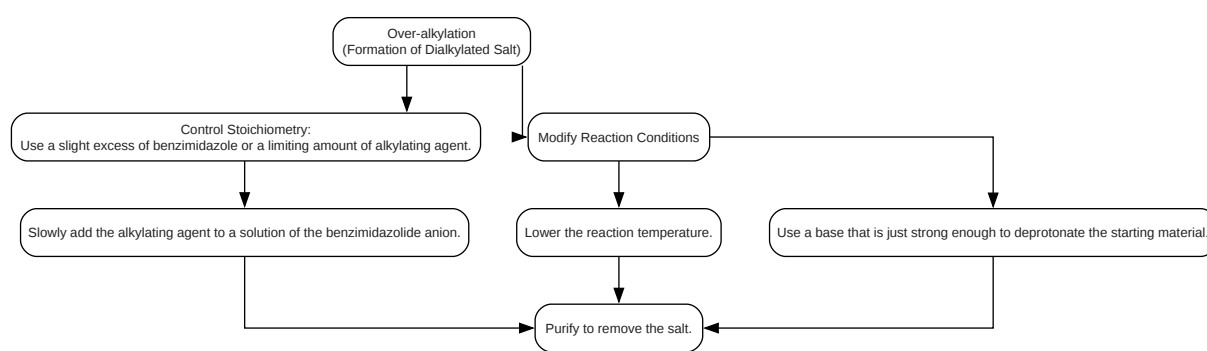 Over-alkylation
(Formation of Dialkylated Salt)
Control Stoichiometry:
Use a slight excess of benzimidazole or a limiting amount of alkylating agent.
Modify Reaction Conditions
Slowly add the alkylating agent to a solution of the benzimidazolide anion.
Lower the reaction temperature.
Use a base that is just strong enough to deprotonate the starting material.
Purify to remove the salt.